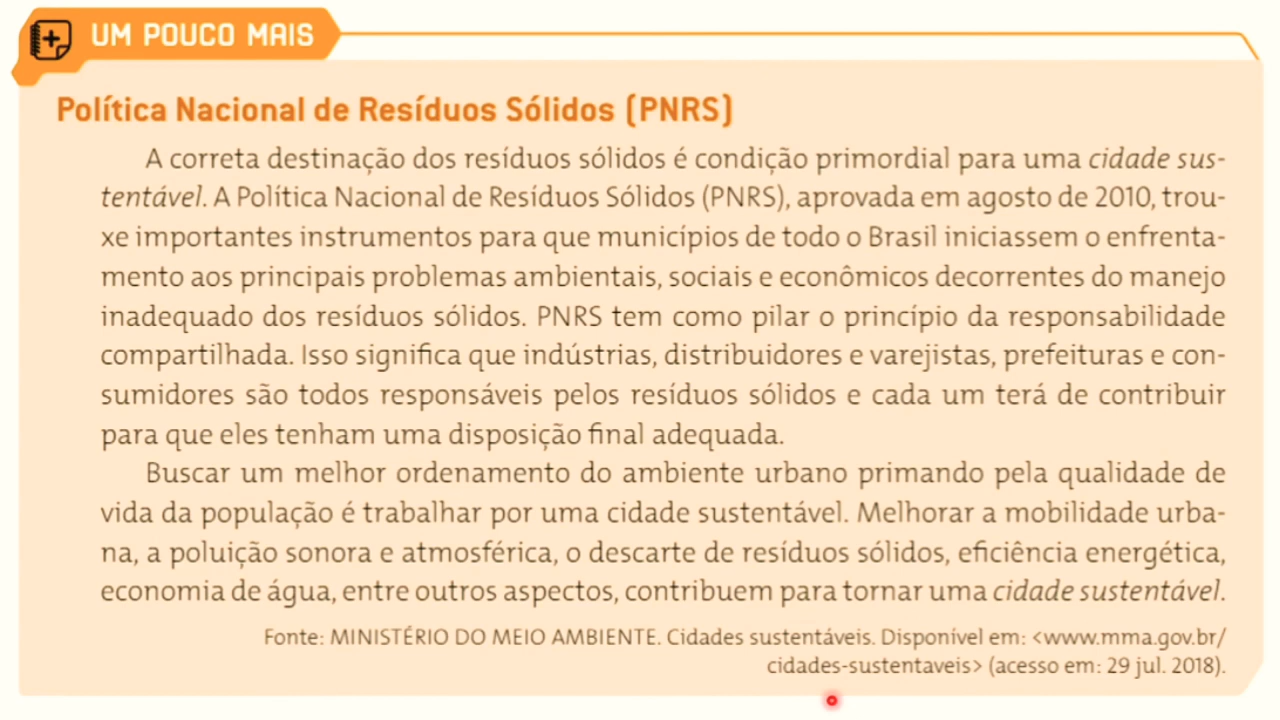 UM POUCO MAIS
Política Nacional de Resíduos Sólidos (PNRS)
A correta destinação dos resíduos sólidos é condição primordial para uma cidade sus-
tentável. A Política Nacional de Resíduos Sólidos (PNRS), aprovada em agosto de 2010, trou-
xe importantes instrumentos para que municípios de todo o Brasil iniciassem o enfrenta-
mento aos principais problemas ambientais, sociais e econômicos decorrentes do manejo
inadequado dos resíduos sólidos. PNRS tem como pilar o princípio da responsabilidade
compartilhada. Isso significa que indústrias, distribuidores e varejistas, prefeituras e con-
sumidores são todos responsáveis pelos resíduos sólidos e cada um terá de contribuir
para que eles tenham uma disposição final adequada.
Buscar um melhor ordenamento do ambiente urbano primando pela qualidade de
vida da população é trabalhar por uma cidade sustentável. Melhorar a mobilidade urba-
na, a poluição sonora e atmosférica, o descarte de resíduos sólidos, eficiência energética,
economia de água, entre outros aspectos, contribuem para tornar uma cidade sustentável.
Fonte: MINISTÉRIO DO MEIO AMBIENTE. Cidades sustentáveis. Disponível em: <www.mma.gov.br/
cidades-sustentaveis> (acesso em: 29 jul. 2018).